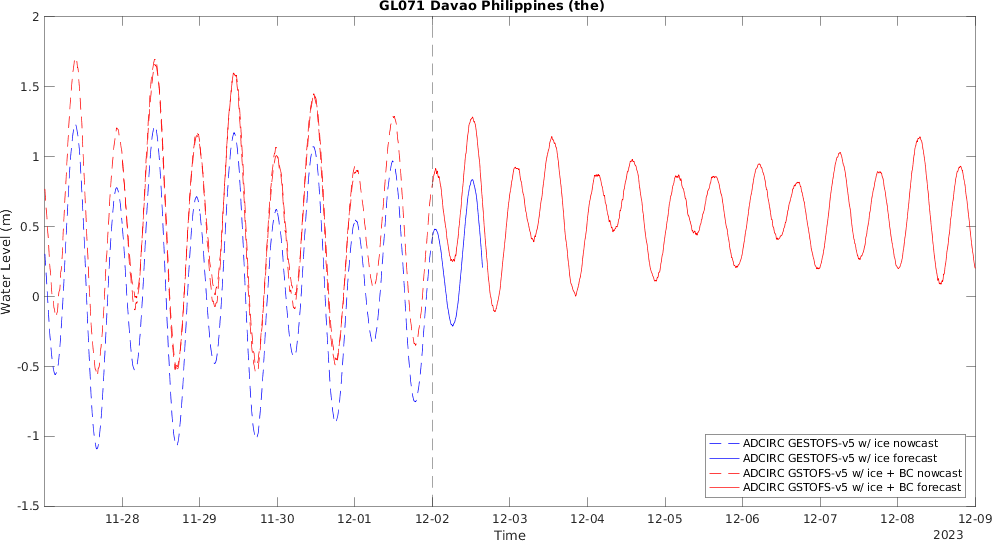 GL071 Davao Philippines (the)
Water Level (m)
2
1.5
1
0.5
0
-0.5
-1
-1.5
11-28 11-29 11-30 12-01 12-02 12-03 12-04 12-05 12-06 12-07 12-08 12-09
Time
2023
ADCIRC GESTOFS-v5 w/ ice nowcast
ADCIRC GESTOFS-v5 w/ ice forecast
ADCIRC GSTOFS-v5 w/ ice + BC nowcast
ADCIRC GSTOFS-v5 w/ ice + BC forecast